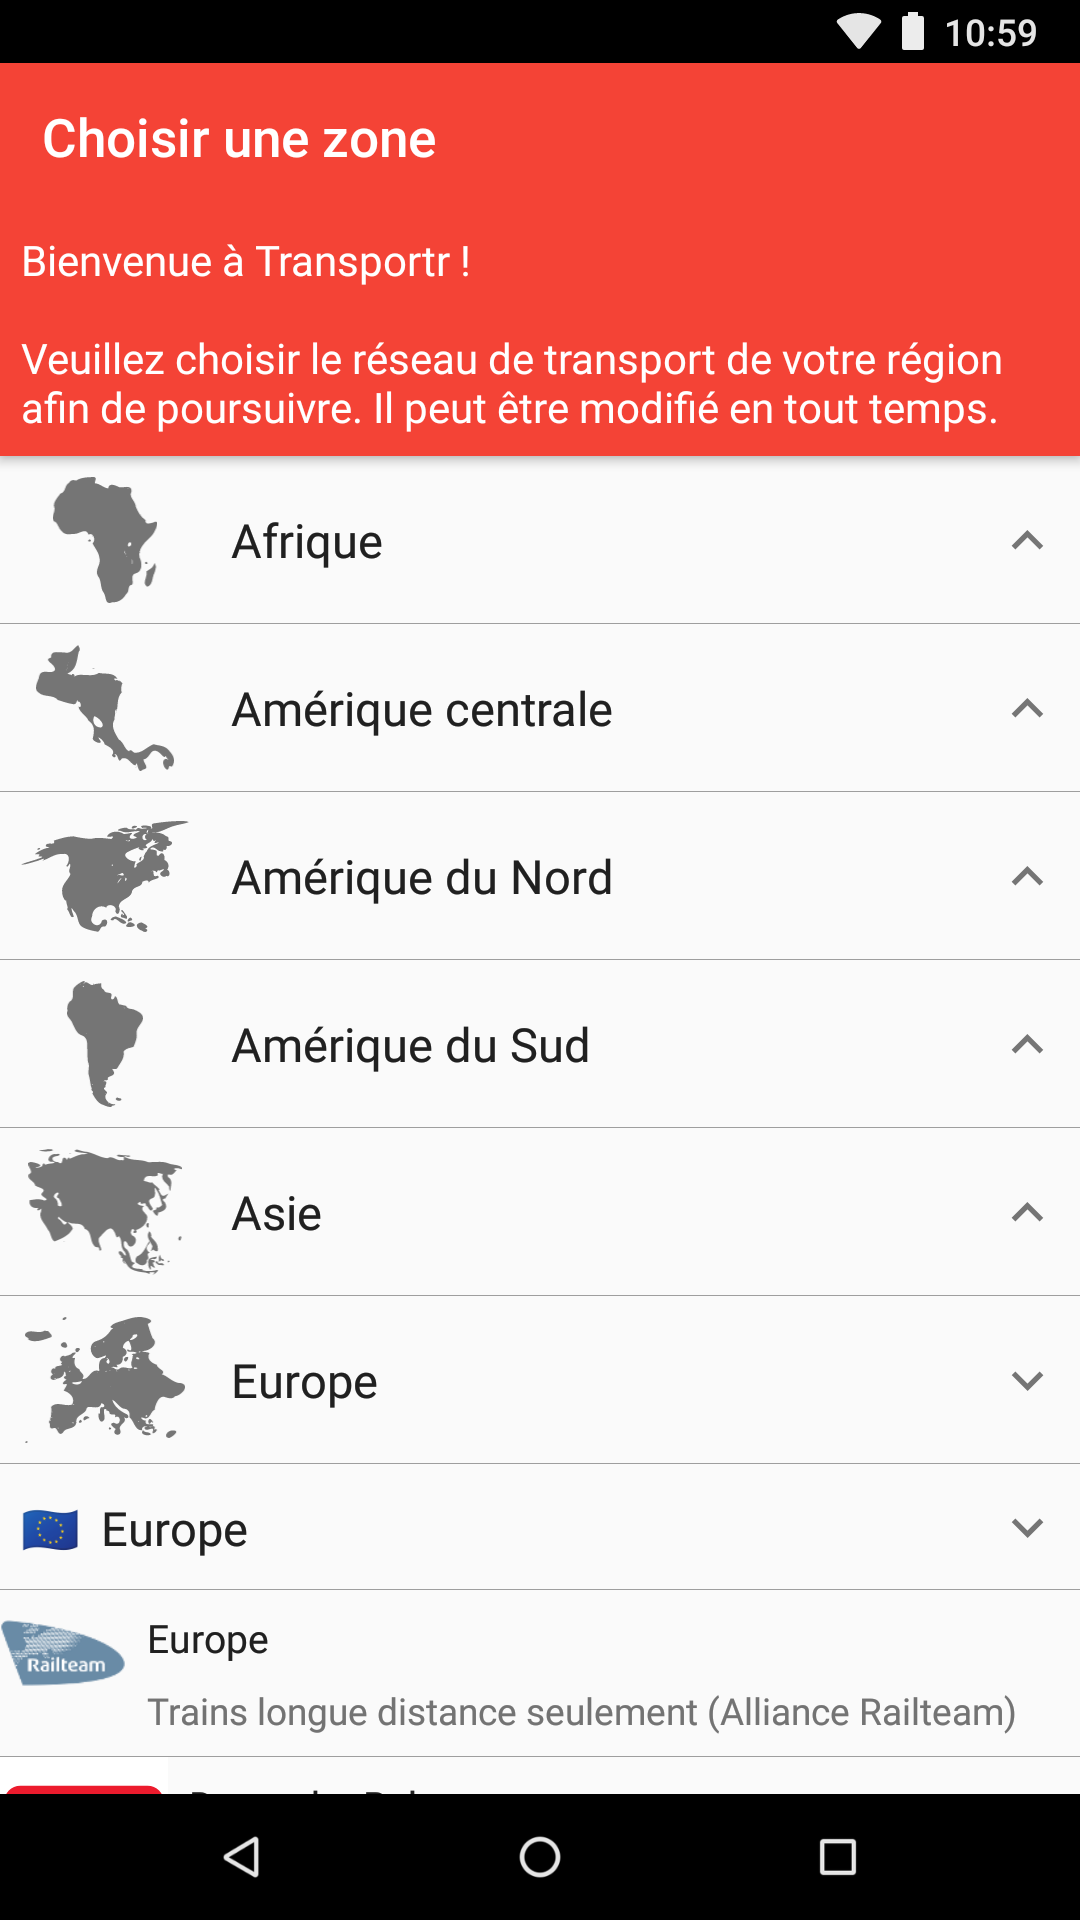 10:59
Choisir une zone
Bienvenue à Transportr !
Veuillez choisir le réseau de transport de votre région
afin de poursuivre. Il peut être modifié en tout temps.
Afrique
Amérique centrale
Amérique du Nord
Amérique du Sud
Asie
Europe
Europe
Railteam
Europe
Trains longue distance seulement (Alliance Railteam)